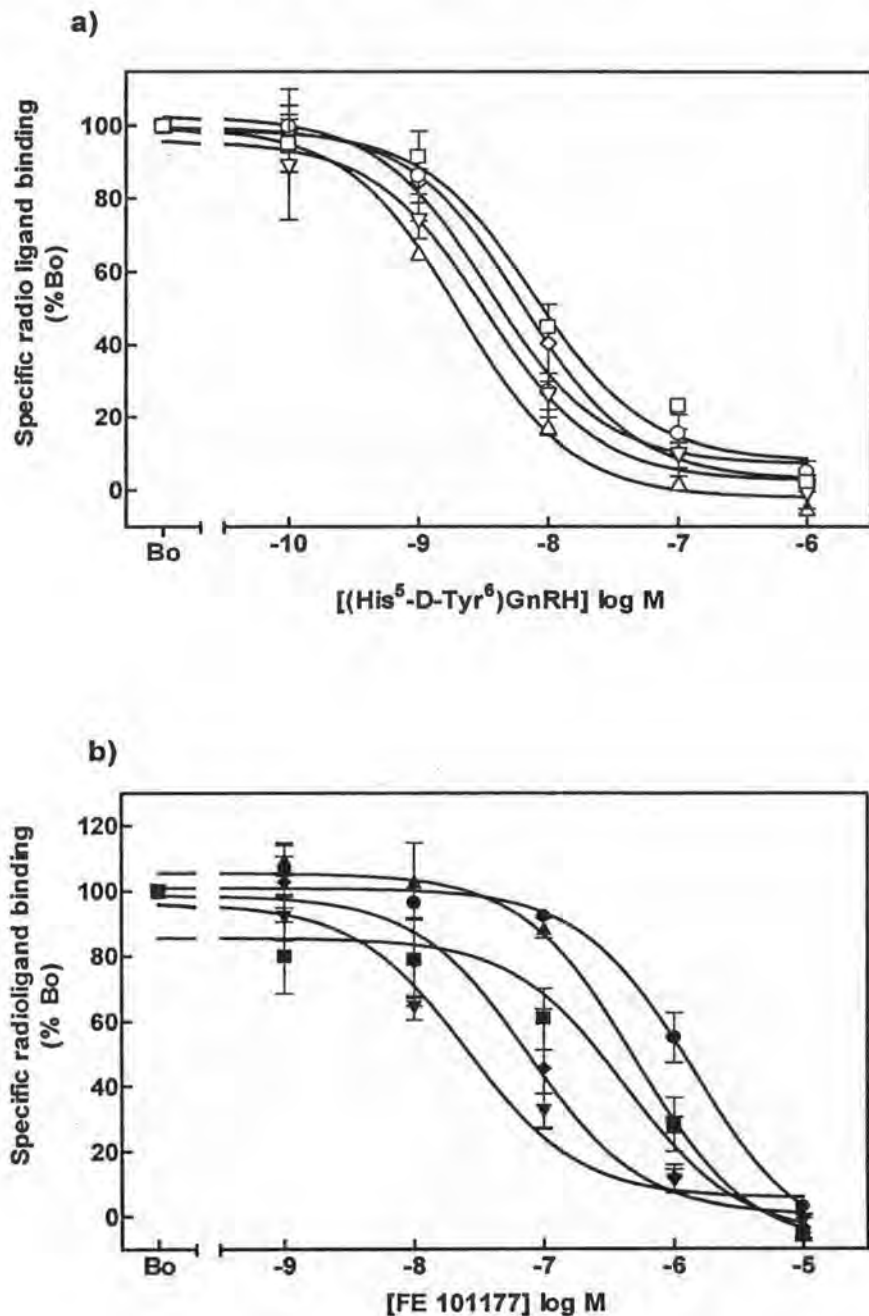 a)
Specific radio ligand binding
(%Bo)
100
80
60
40
20
0
Bo
-10
-9
-8
-7
-6
[(His⁵-D-Tyr⁶)GnRH] log M
b)
Specific radioligand binding
(% Bo)
120
100
80
60
40
20
0
Bo
-9
-8
-7
-6
-5
[FE 101177] log M